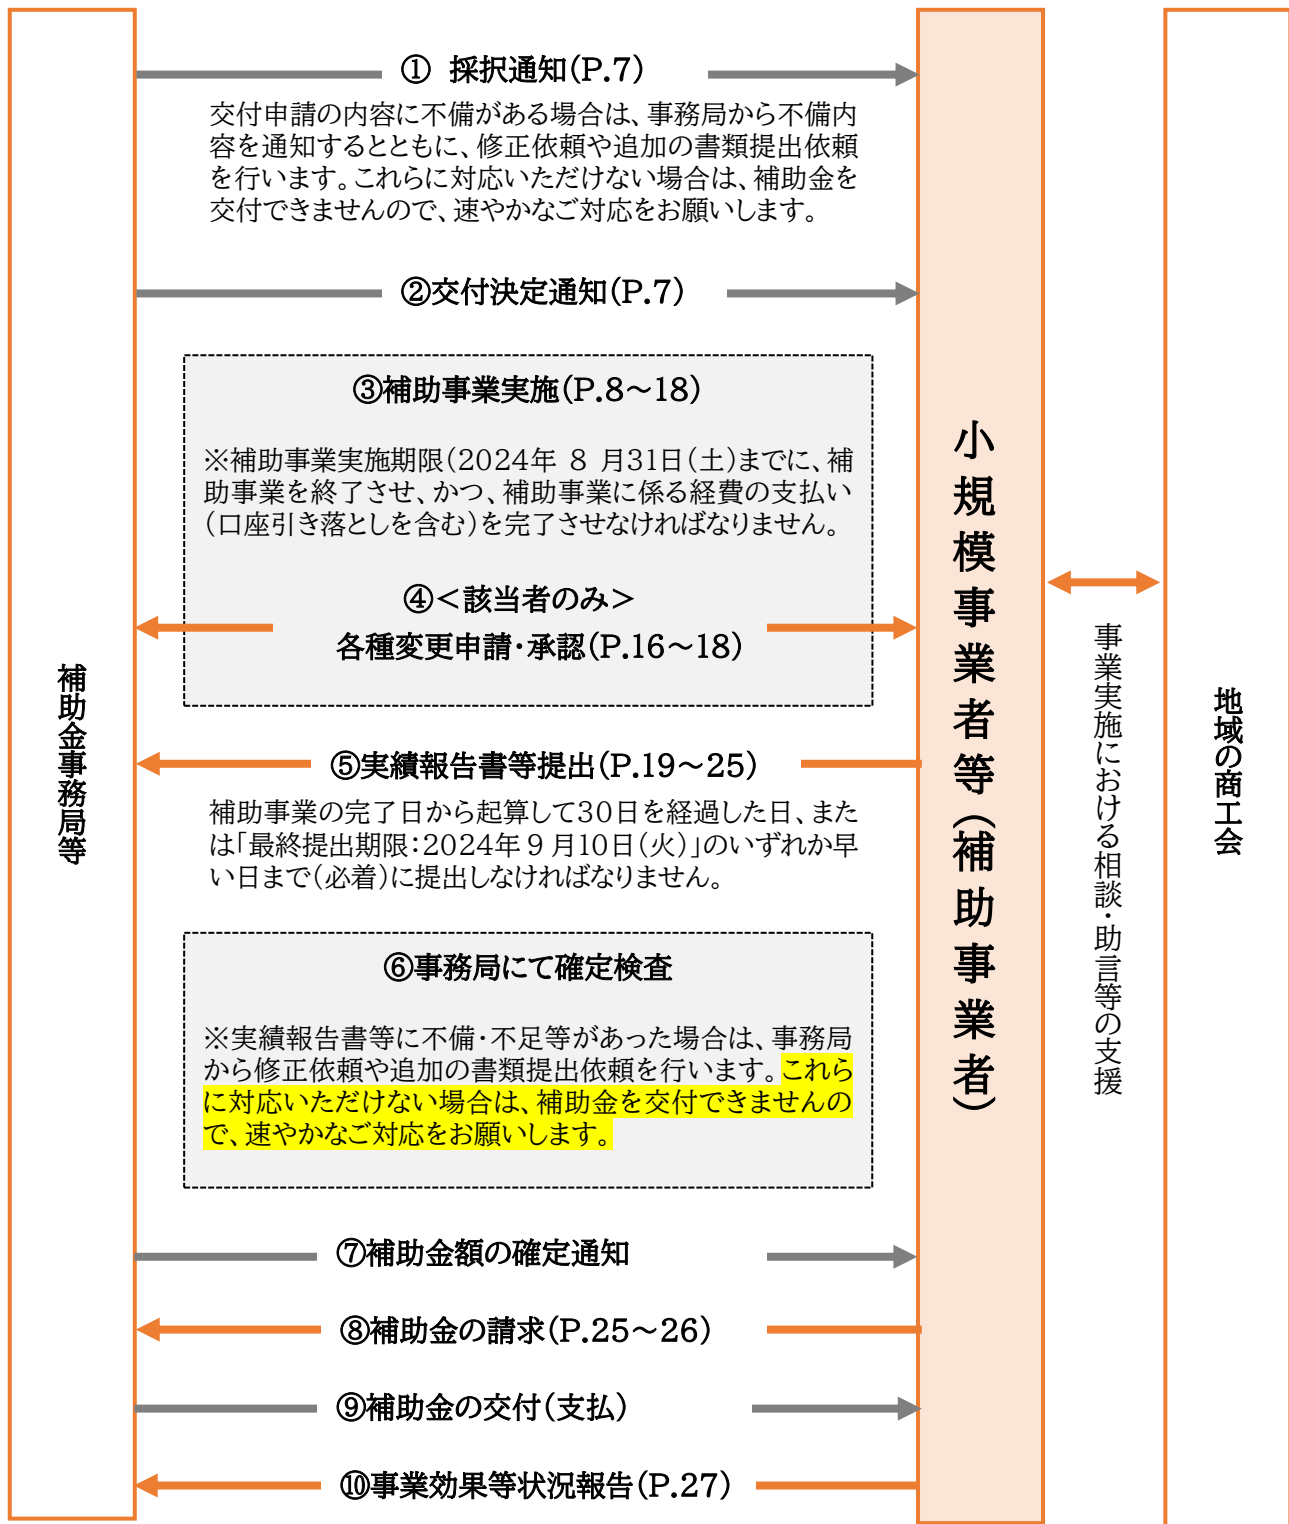 ① 採択通知(P.7)
交付申請の内容に不備がある場合は、事務局から不備内
容を通知するとともに、修正依頼や追加の書類提出依頼
を行います。これらに対応いただけない場合は、補助金を
交付できませんので、速やかなご対応をお願いします。
②交付決定通知(P.7)
③補助事業実施(P.8～18)
※補助事業実施期限(2024年 8 月31日(土)までに、補
助事業を終了させ、かつ、補助事業に係る経費の支払い
(口座引き落としを含む)を完了させなければなりません。
④＜該当者のみ＞
各種変更申請・承認(P.16～18)
⑤実績報告書等提出(P.19～25)
補助事業の完了日から起算して30日を経過した日、また
は「最終提出期限：2024年 9 月10日(火)」のいずれか早
い日まで(必着)に提出しなければなりません。
⑥事務局にて確定検査
※実績報告書等に不備・不足等があった場合は、事務局
から修正依頼や追加の書類提出依頼を行います。これら
に対応いただけない場合は、補助金を交付できませんの
で、速やかなご対応をお願いします。
⑦補助金額の確定通知
⑧補助金の請求(P.25～26)
⑨補助金の交付(支払)
⑩事業効果等状況報告(P.27)
補助金事務局等
小規模事業者等(補助事業者)
事業実施における相談・助言等の支援
地域の商工会